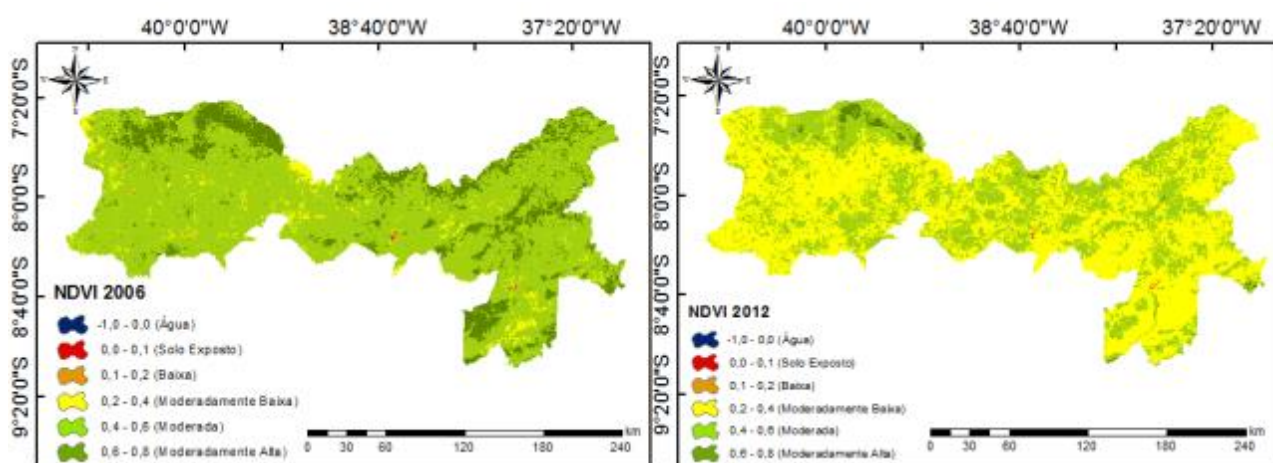 40°0'0"W 38°40'0"W 37°20'0"W
7°20'0"S
8°0'0"S
8°40'0"S
9°20'0"S
NDVI 2006
-1,0 - 0,0 (Água)
0,0 - 0,1 (Solo Exposto)
0,1 - 0,2 (Baixa)
0,2 - 0,4 (Moderadamente Baixa)
0,4 - 0,6 (Moderada)
0,6 - 0,8 (Moderadamente Alta)
km
0 15 30 60 120 180 240
40°0'0"W 38°40'0"W 37°20'0"W
7°20'0"S
8°0'0"S
8°40'0"S
9°20'0"S
NDVI 2012
-1,0 - 0,0 (Água)
0,0 - 0,1 (Solo Exposto)
0,1 - 0,2 (Baixa)
0,2 - 0,4 (Moderadamente Baixa)
0,4 - 0,6 (Moderada)
0,6 - 0,8 (Moderadamente Alta)
km
0 15 30 60 120 180 240